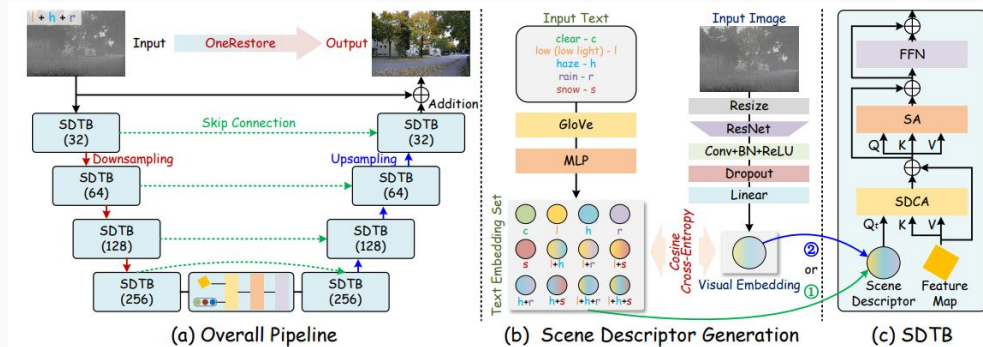 l + h + r
Input
OneRestore
Output
Addition
SDTB
(32)
Skip Connection
SDTB
(32)
Downsampling
Upsampling
SDTB
(64)
SDTB
(64)
SDTB
(128)
SDTB
(128)
SDTB
(256)
SDTB
(256)
(a) Overall Pipeline
Input Text
clear - c
low (low light) - l
haze - h
rain - r
snow - s
GloVe
MLP
Text Embedding Set
c l h r
s l+h l+r l+s
h+r h+s l+h+r l+h+s
Cosine
Cross-Entropy
Input Image
Resize
ResNet
Conv+BN+ReLU
Dropout
Linear
Visual Embedding
②
or
①
(b) Scene Descriptor Generation
FFN
SA
Q K V
SDCA
Qt K V
Scene
Descriptor
Feature
Map
(c) SDTB